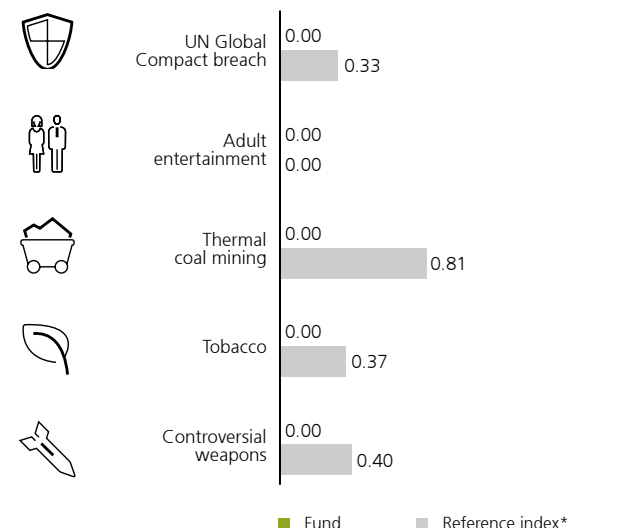 UN Global
Compact breach
0.00
0.33
Adult
entertainment
0.00
0.00
Thermal
coal mining
0.00
0.81
Tobacco
0.00
0.37
Controversial
weapons
0.00
0.40
Fund
Reference index*